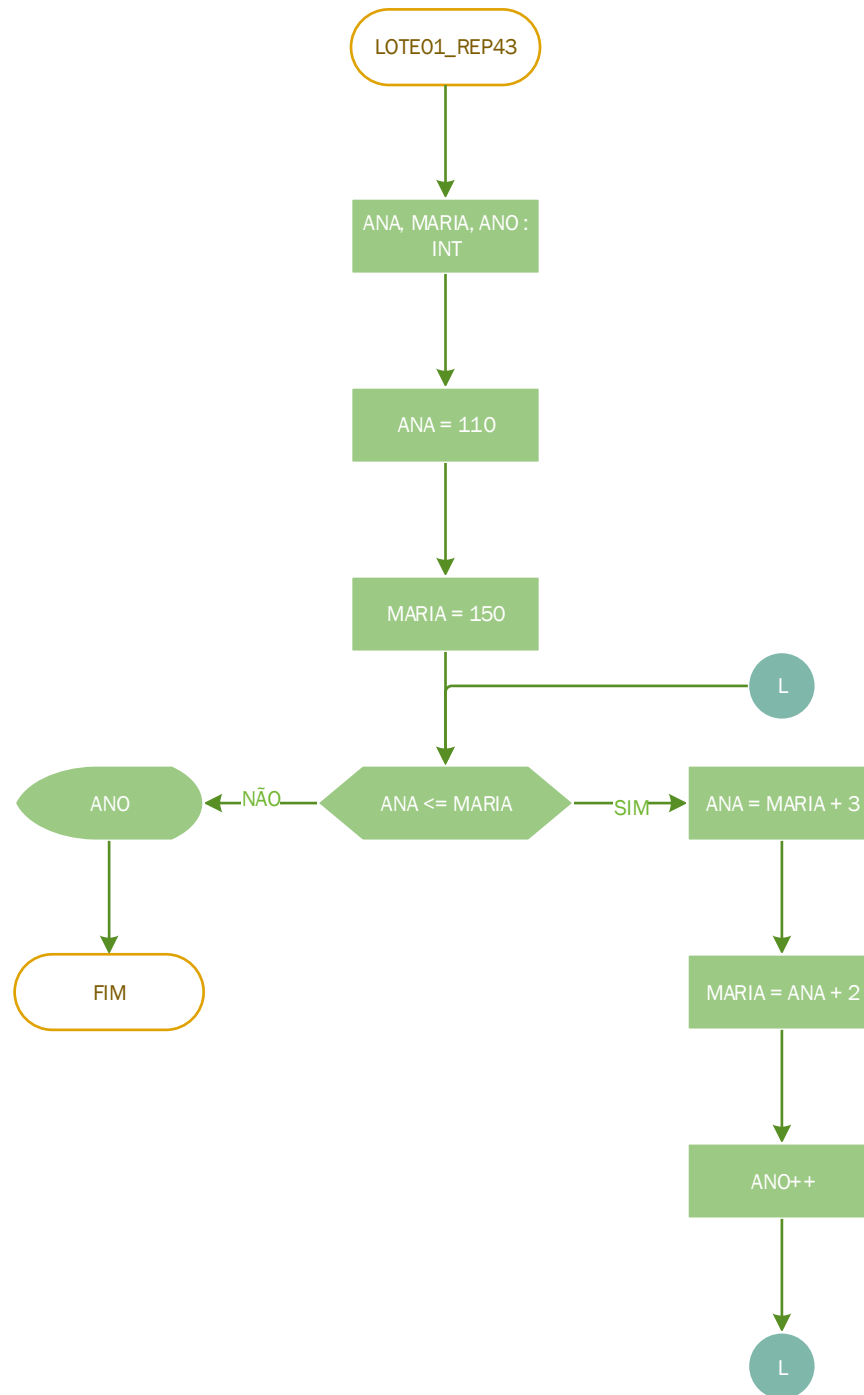 LOTE01_REP43
ANA, MARIA, ANO :
INT
ANA = 110
MARIA = 150
L
ANO
NÃO
ANA <= MARIA
SIM
ANA = MARIA + 3
FIM
MARIA = ANA + 2
ANO++
L